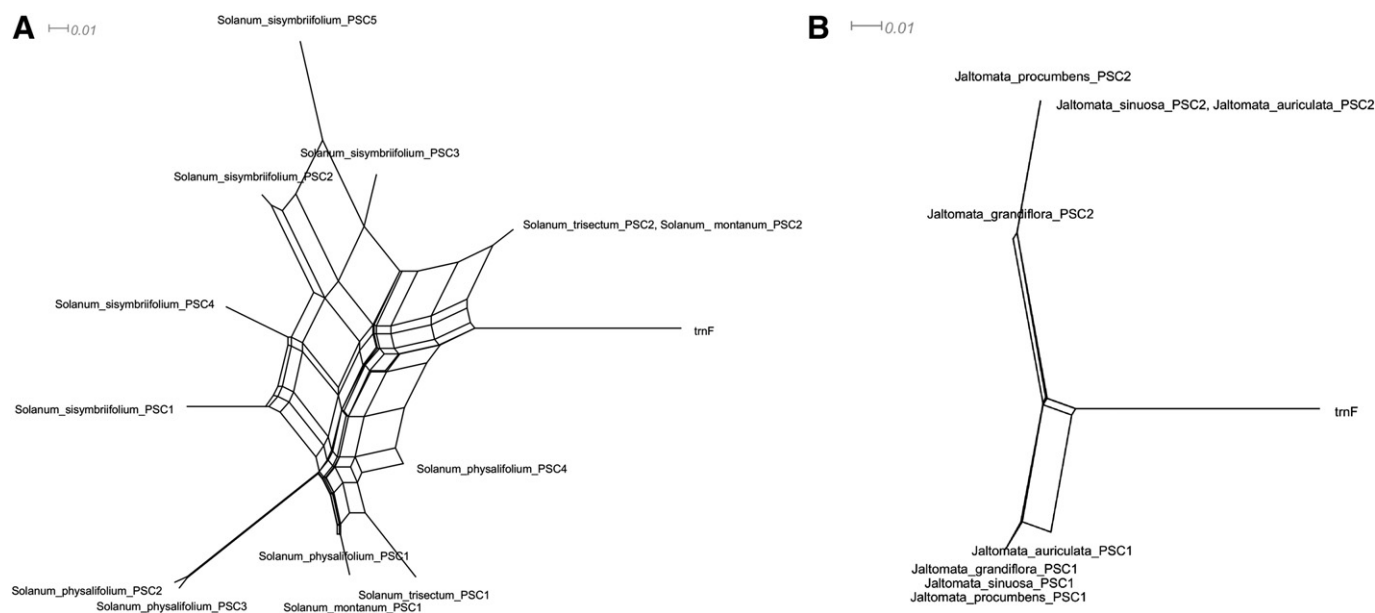 A
0.01
Solanum_sisymbriifolium_PSC5
Solanum_sisymbriifolium_PSC3
Solanum_sisymbriifolium_PSC2
Solanum_trisectum_PSC2, Solanum_ montanum_PSC2
Solanum_sisymbriifolium_PSC4
trnF
Solanum_sisymbriifolium_PSC1
Solanum_physalifolium_PSC4
Solanum_physalifolium_PSC1
Solanum_physalifolium_PSC2
Solanum_physalifolium_PSC3
Solanum_trisectum_PSC1
Solanum_montanum_PSC1
B
0.01
Jaltomata_procumbens_PSC2
Jaltomata_sinuosa_PSC2, Jaltomata_auriculata_PSC2
Jaltomata_grandiflora_PSC2
trnF
Jaltomata_auriculata_PSC1
Jaltomata_grandiflora_PSC1
Jaltomata_sinuosa_PSC1
Jaltomata_procumbens_PSC1